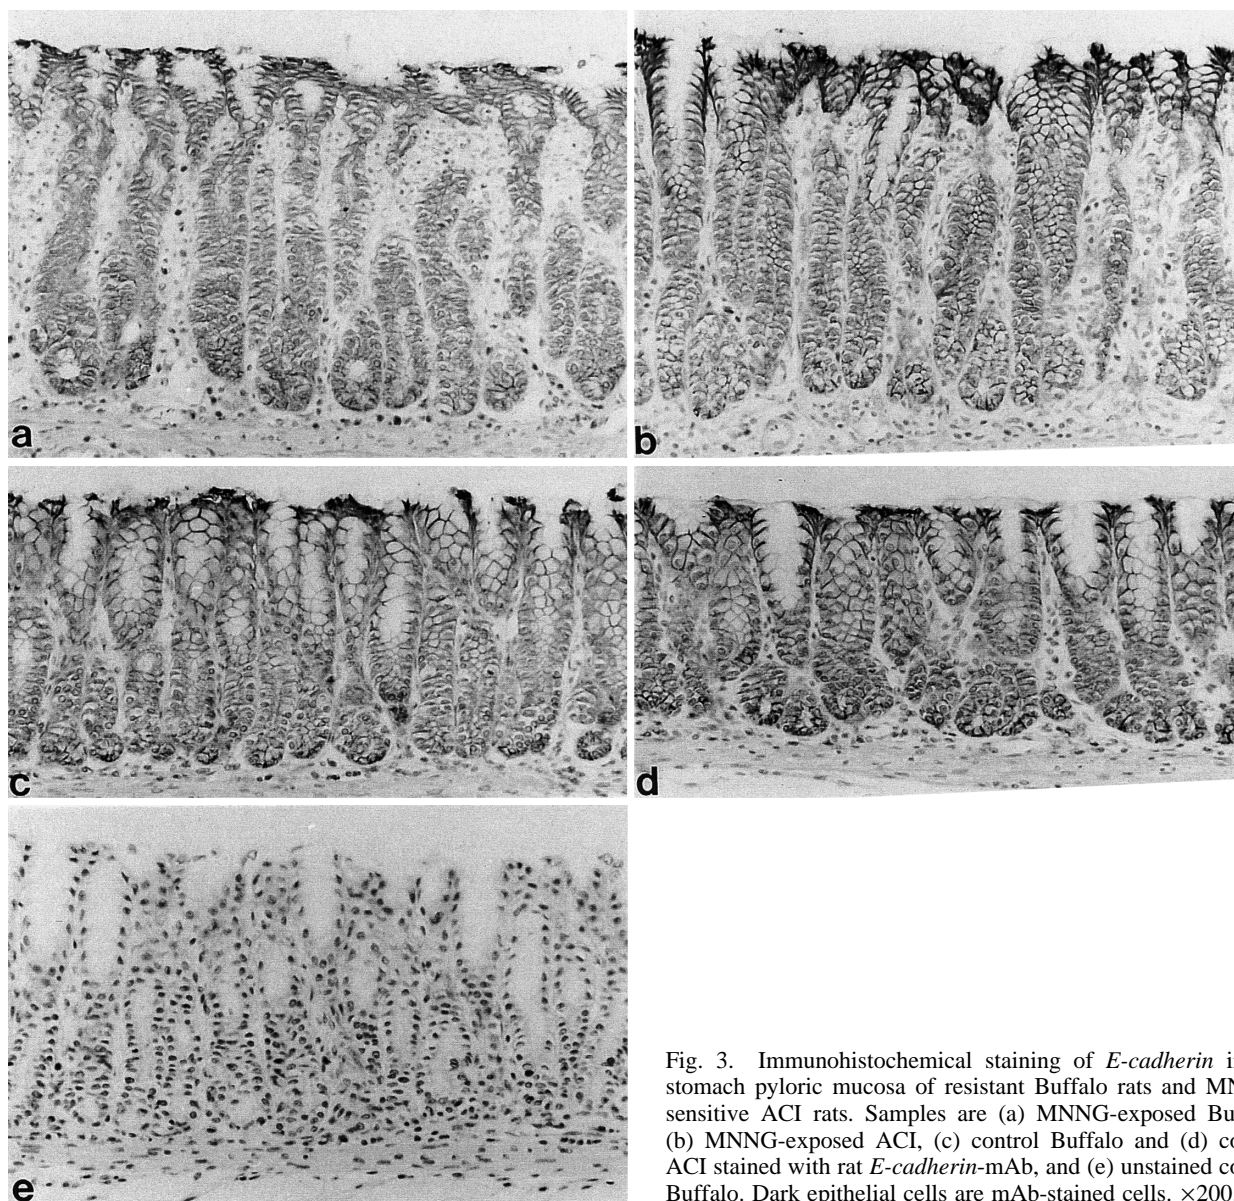 a
b
c
d
e
Fig. 3. Immunohistochemical staining of E-cadherin i
stomach pyloric mucosa of resistant Buffalo rats and MN
sensitive ACI rats. Samples are (a) MNNG-exposed Bu
(b) MNNG-exposed ACI, (c) control Buffalo and (d) co
ACI stained with rat E-cadherin-mAb, and (e) unstained co
Buffalo. Dark epithelial cells are mAb-stained cells. ×200